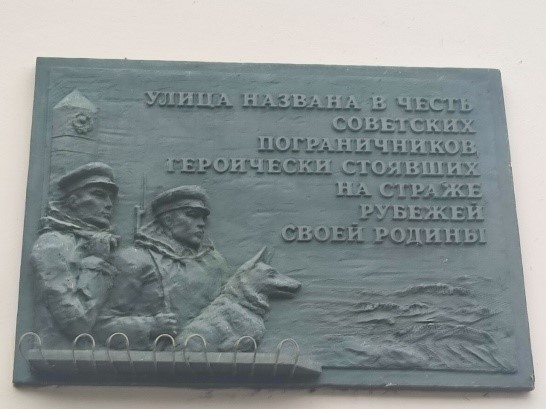 УЛИЦА НАЗВАНА В ЧЕСТЬ
СОВЕТСКИХ
ПОГРАНИЧНИКОВ
ГЕРОИЧЕСКИ СТОЯВШИХ
НА СТРАЖЕ
РУБЕЖЕЙ
СВОЕЙ РОДИНЫ